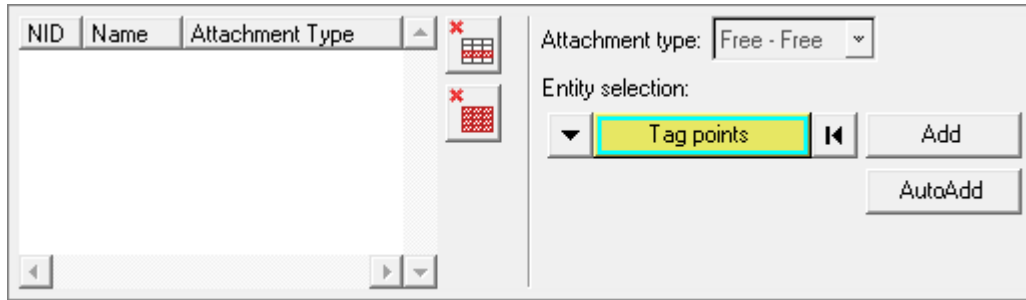 NID Name Attachment Type
Attachment type: Free - Free
Entity selection:
Tag points
Add
AutoAdd